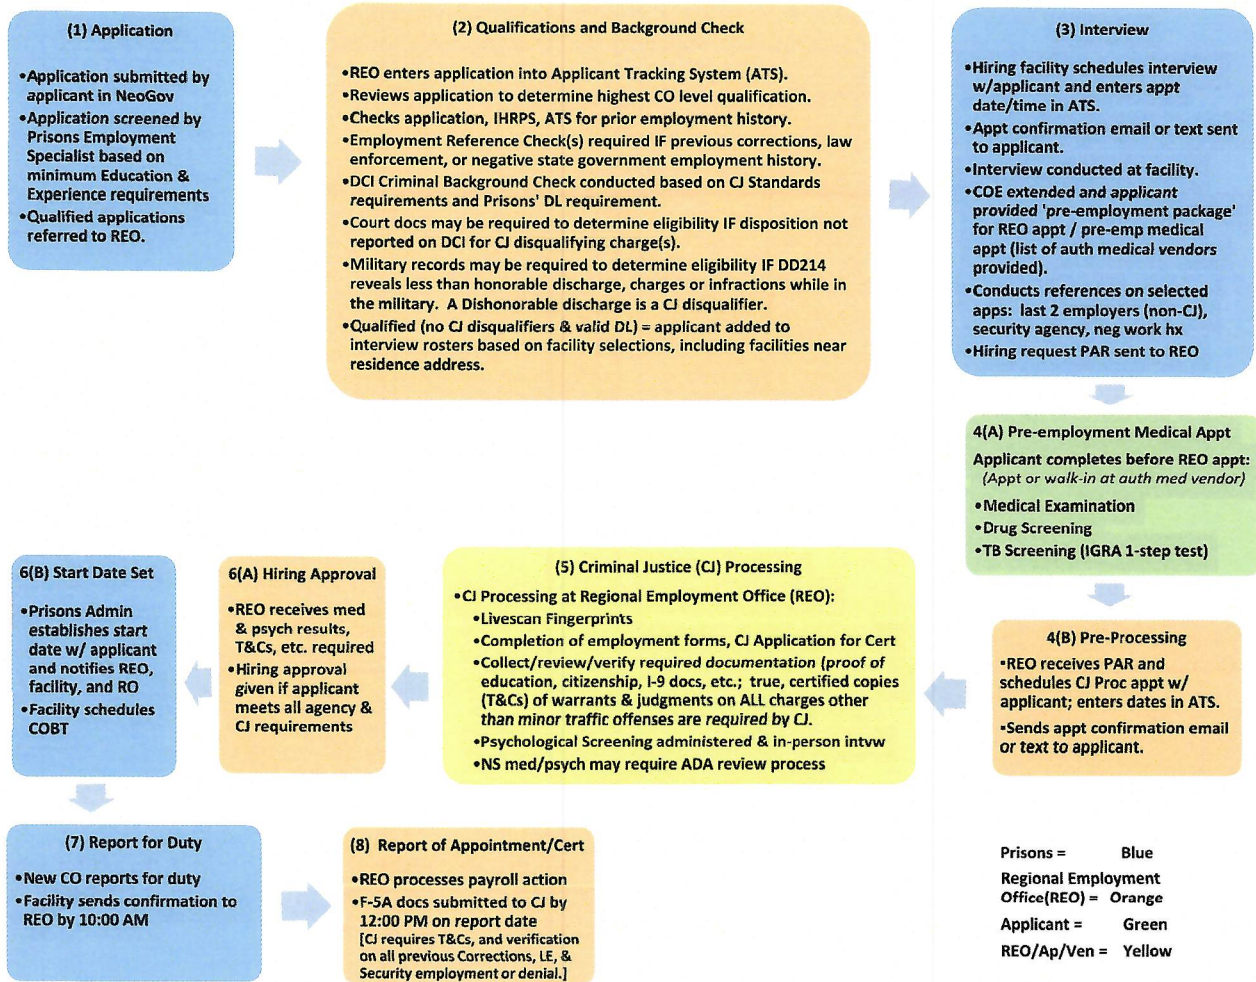 (1) Application
•Application submitted by
applicant in NeoGov
•Application screened by
Prisons Employment
Specialist based on
minimum Education &
Experience requirements
•Qualified applications
referred to REO.
(2) Qualifications and Background Check
•REO enters application into Applicant Tracking System (ATS).
•Reviews application to determine highest CO level qualification.
•Checks application, IHRPS, ATS for prior employment history.
•Employment Reference Check(s) required IF previous corrections, law
enforcement, or negative state government employment history.
•DCI Criminal Background Check conducted based on CJ Standards
requirements and Prisons' DL requirement.
•Court docs may be required to determine eligibility IF disposition not
reported on DCI for CJ disqualifying charge(s).
•Military records may be required to determine eligibility IF DD214
reveals less than honorable discharge, charges or infractions while in
the military. A Dishonorable discharge is a CJ disqualifier.
•Qualified (no CJ disqualifiers & valid DL) = applicant added to
interview rosters based on facility selections, including facilities near
residence address.
(3) Interview
•Hiring facility schedules interview
w/applicant and enters appt
date/time in ATS.
•Appt confirmation email or text sent
to applicant.
•Interview conducted at facility.
•COE extended and applicant
provided 'pre-employment package'
for REO appt / pre-emp medical
appt (list of auth medical vendors
provided).
•Conducts references on selected
apps: last 2 employers (non-CJ),
security agency, neg work hx
•Hiring request PAR sent to REO
4(A) Pre-employment Medical Appt
Applicant completes before REO appt:
(Appt or walk-in at auth med vendor)
•Medical Examination
•Drug Screening
•TB Screening (IGRA 1-step test)
4(B) Pre-Processing
•REO receives PAR and
schedules CJ Proc appt w/
applicant; enters dates in ATS.
•Sends appt confirmation email
or text to applicant.
(5) Criminal Justice (CJ) Processing
•CJ Processing at Regional Employment Office (REO):
•Livescan Fingerprints
•Completion of employment forms, CJ Application for Cert
•Collect/review/verify required documentation (proof of
education, citizenship, I-9 docs, etc.; true, certified copies
(T&Cs) of warrants & judgments on ALL charges other
than minor traffic offenses are required by CJ.
•Psychological Screening administered & in-person intvw
•NS med/psych may require ADA review process
6(A) Hiring Approval
•REO receives med
& psych results,
T&Cs, etc. required
•Hiring approval
given if applicant
meets all agency &
CJ requirements
6(B) Start Date Set
•Prisons Admin
establishes start
date w/ applicant
and notifies REO,
facility, and RO
•Facility schedules
COBT
(7) Report for Duty
•New CO reports for duty
•Facility sends confirmation to
REO by 10:00 AM
(8) Report of Appointment/Cert
•REO processes payroll action
•F-5A docs submitted to CJ by
12:00 PM on report date
[CJ requires T&Cs, and verification
on all previous Corrections, LE, &
Security employment or denial.]
Prisons = Blue
Regional Employment
Office(REO) = Orange
Applicant = Green
REO/Ap/Ven = Yellow